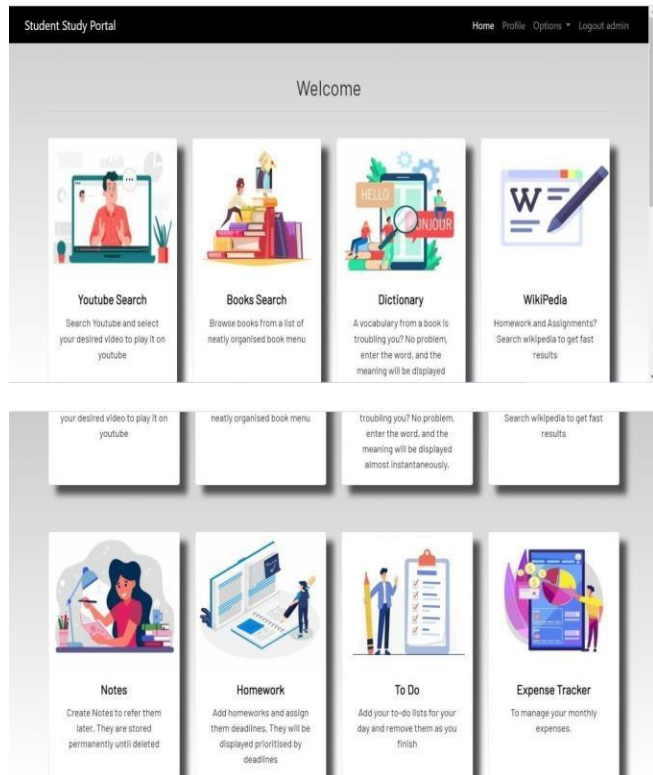 Student Study Portal
Home Profile Options Logout admin
Welcome
HELLO
BONJOUR
W
Youtube Search
Search Youtube and select
your desired video to play it on
youtube
Books Search
Browse books from a list of
neatly organised book menu
Dictionary
A vocabulary from a book is
troubling you? No problem,
enter the word, and the
meaning will be displayed
WikiPedia
Homework and Assignments?
Search wikipedia to get fast
results
your desired video to play it on
youtube
neatly organised book menu
troubling you? No problem,
enter the word, and the
meaning will be displayed
almost instantaneously.
Search wikipedia to get fast
results
Notes
Create Notes to refer them
later. They are stored
permanently until deleted
Homework
Add homeworks and assign
them deadlines. They will be
displayed prioritised by
deadlines
To Do
Add your to-do lists for your
day and remove them as you
finish
Expense Tracker
To manage your monthly
expenses.